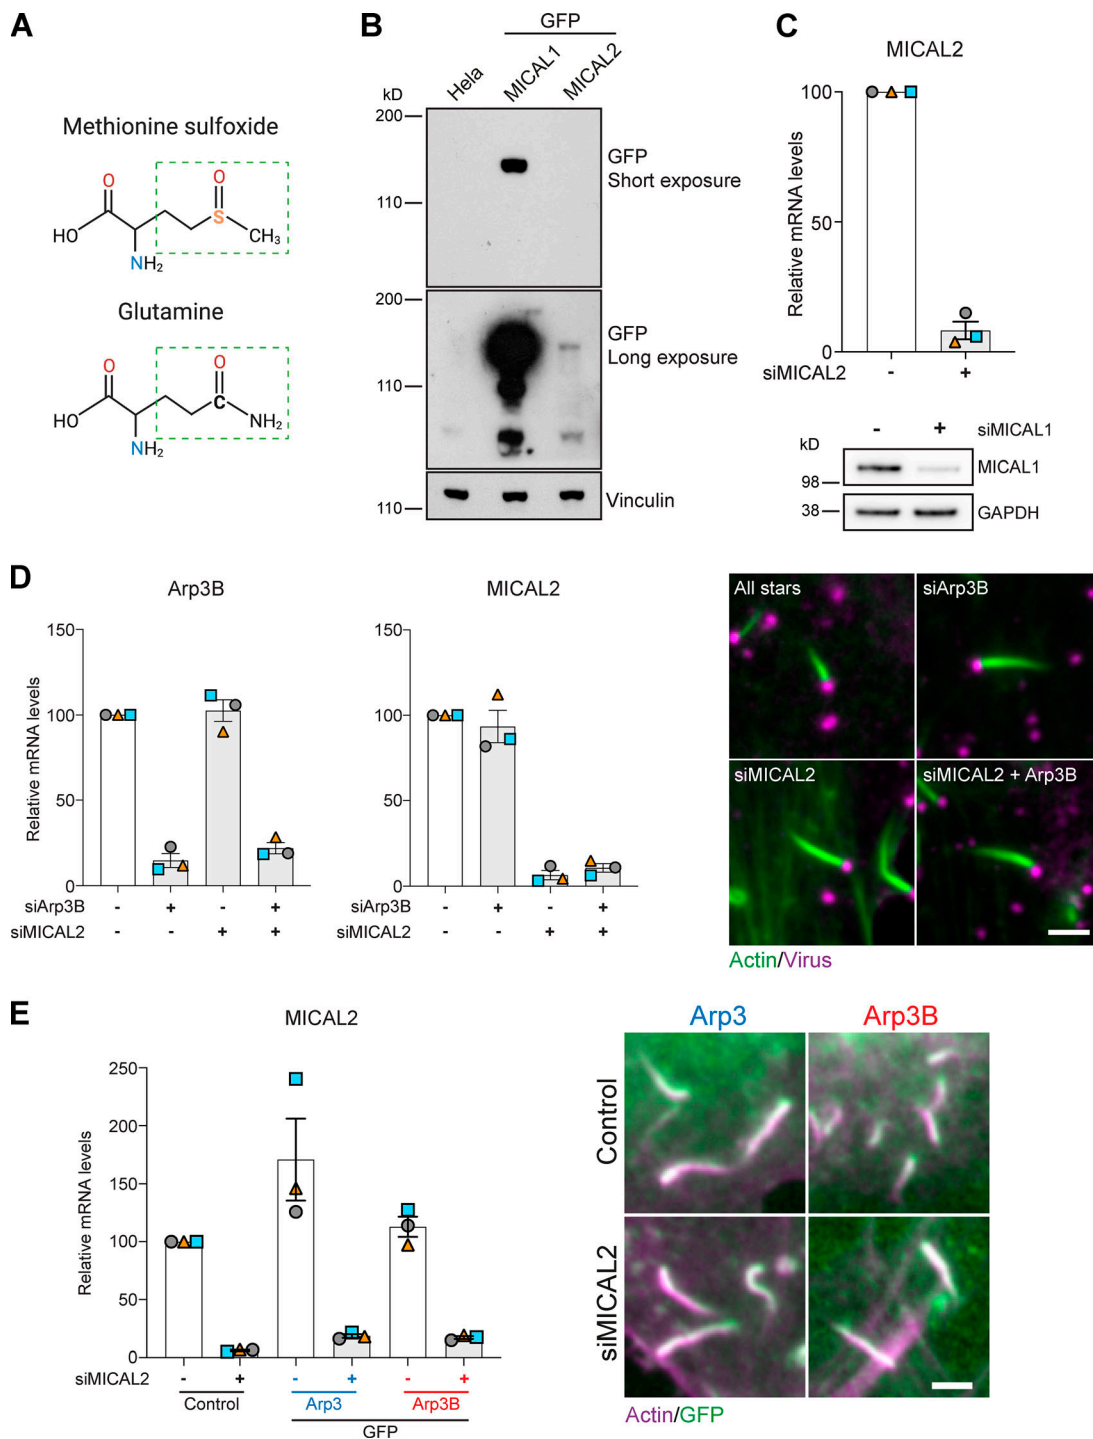 A
Methionine sulfoxide
O
O
HO
S
CH3
NH2
Glutamine
O
O
HO
C
NH2
NH2
B
GFP
Hela
MICAL1
MICAL2
kD
200
110
GFP
Short exposure
200
110
GFP
Long exposure
110
Vinculin
C
MICAL2
Relative mRNA levels
100
50
0
siMICAL2
-
+
- + siMICAL1
kD
98
MICAL1
38
GAPDH
D
Arp3B
Relative mRNA levels
150
100
50
0
siArp3B - + - +
siMICAL2 - - + +
MICAL2
150
100
50
0
siArp3B - + - +
siMICAL2 - - + +
All stars
siArp3B
siMICAL2
siMICAL2 + Arp3B
Actin/Virus
E
MICAL2
Relative mRNA levels
250
200
150
100
50
0
siMICAL2 - + - + - +
Control
Arp3
Arp3B
GFP
Arp3
Arp3B
Control
siMICAL2
Actin/GFP